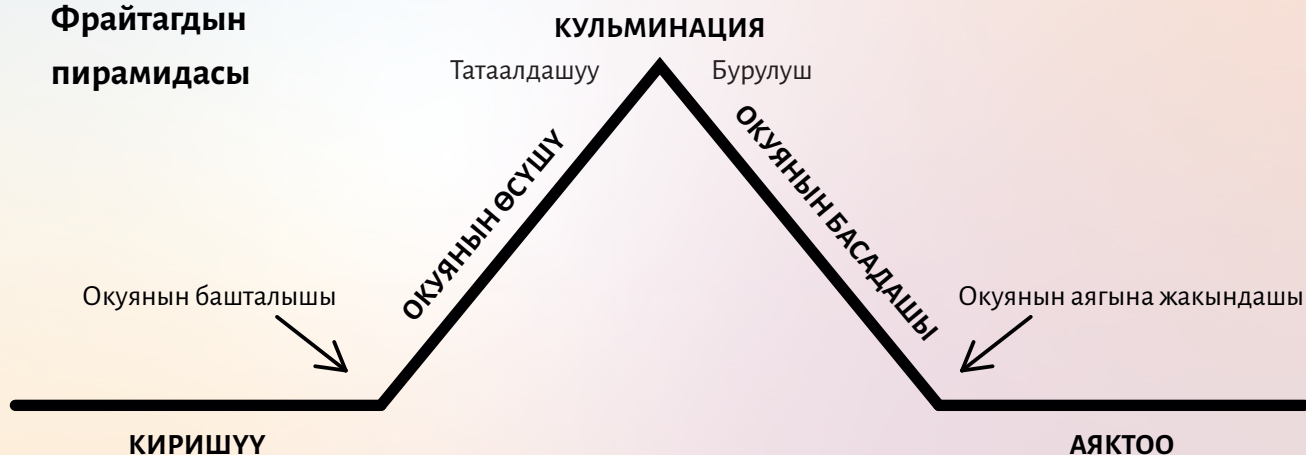 Фрайтагдын
пирамидасы
КУЛЬМИНАЦИЯ
Татаалдашуу
Бурулуш
ОКУЯНЫН ӨСҮШҮ
ОКУЯНЫН БАСАДАШЫ
Окуянын башталышы
Окуянын аягына жакындашы
КИРИШҮҮ
АЯКТОО